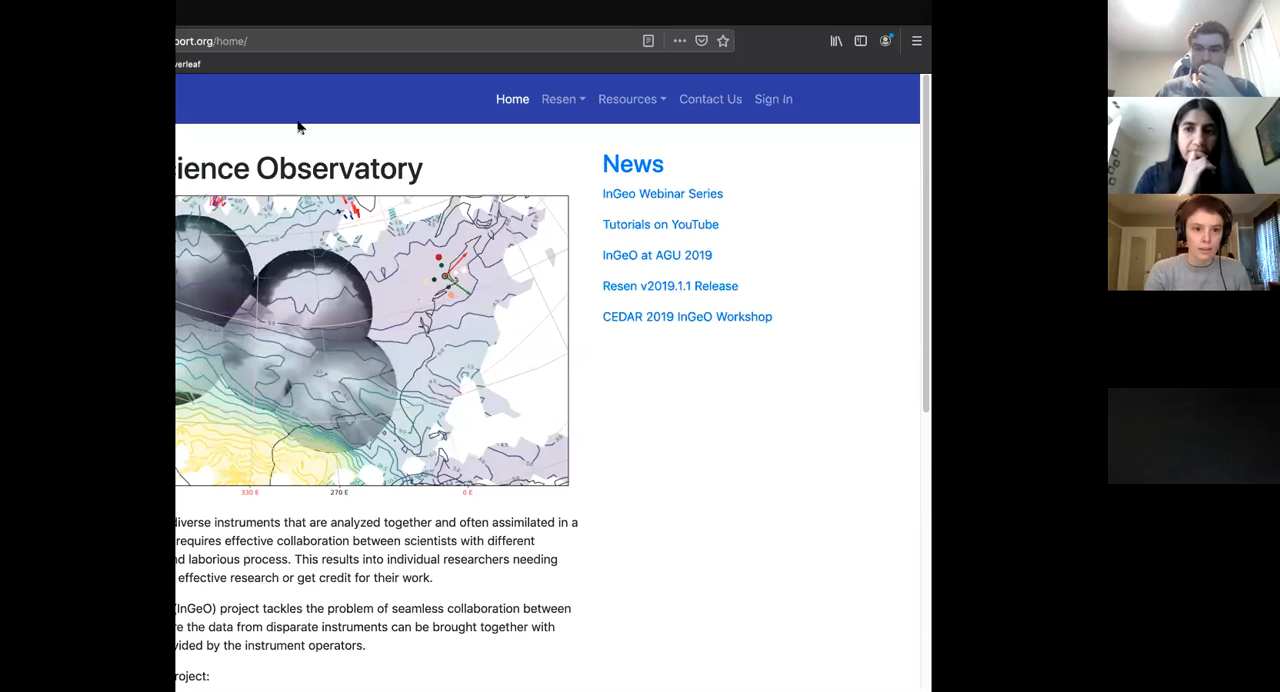 port.org/home/
verleaf
Home Resen Resources Contact Us Sign In
ience Observatory
330 E 270 E 0 E
diverse instruments that are analyzed together and often assimilated in a
requires effective collaboration between scientists with different
nd laborious process. This results into individual researchers needing
effective research or get credit for their work.
(InGeO) project tackles the problem of seamless collaboration between
re the data from disparate instruments can be brought together with
vided by the instrument operators.
roject:
News
InGeo Webinar Series
Tutorials on YouTube
InGeO at AGU 2019
Resen v2019.1.1 Release
CEDAR 2019 InGeO Workshop